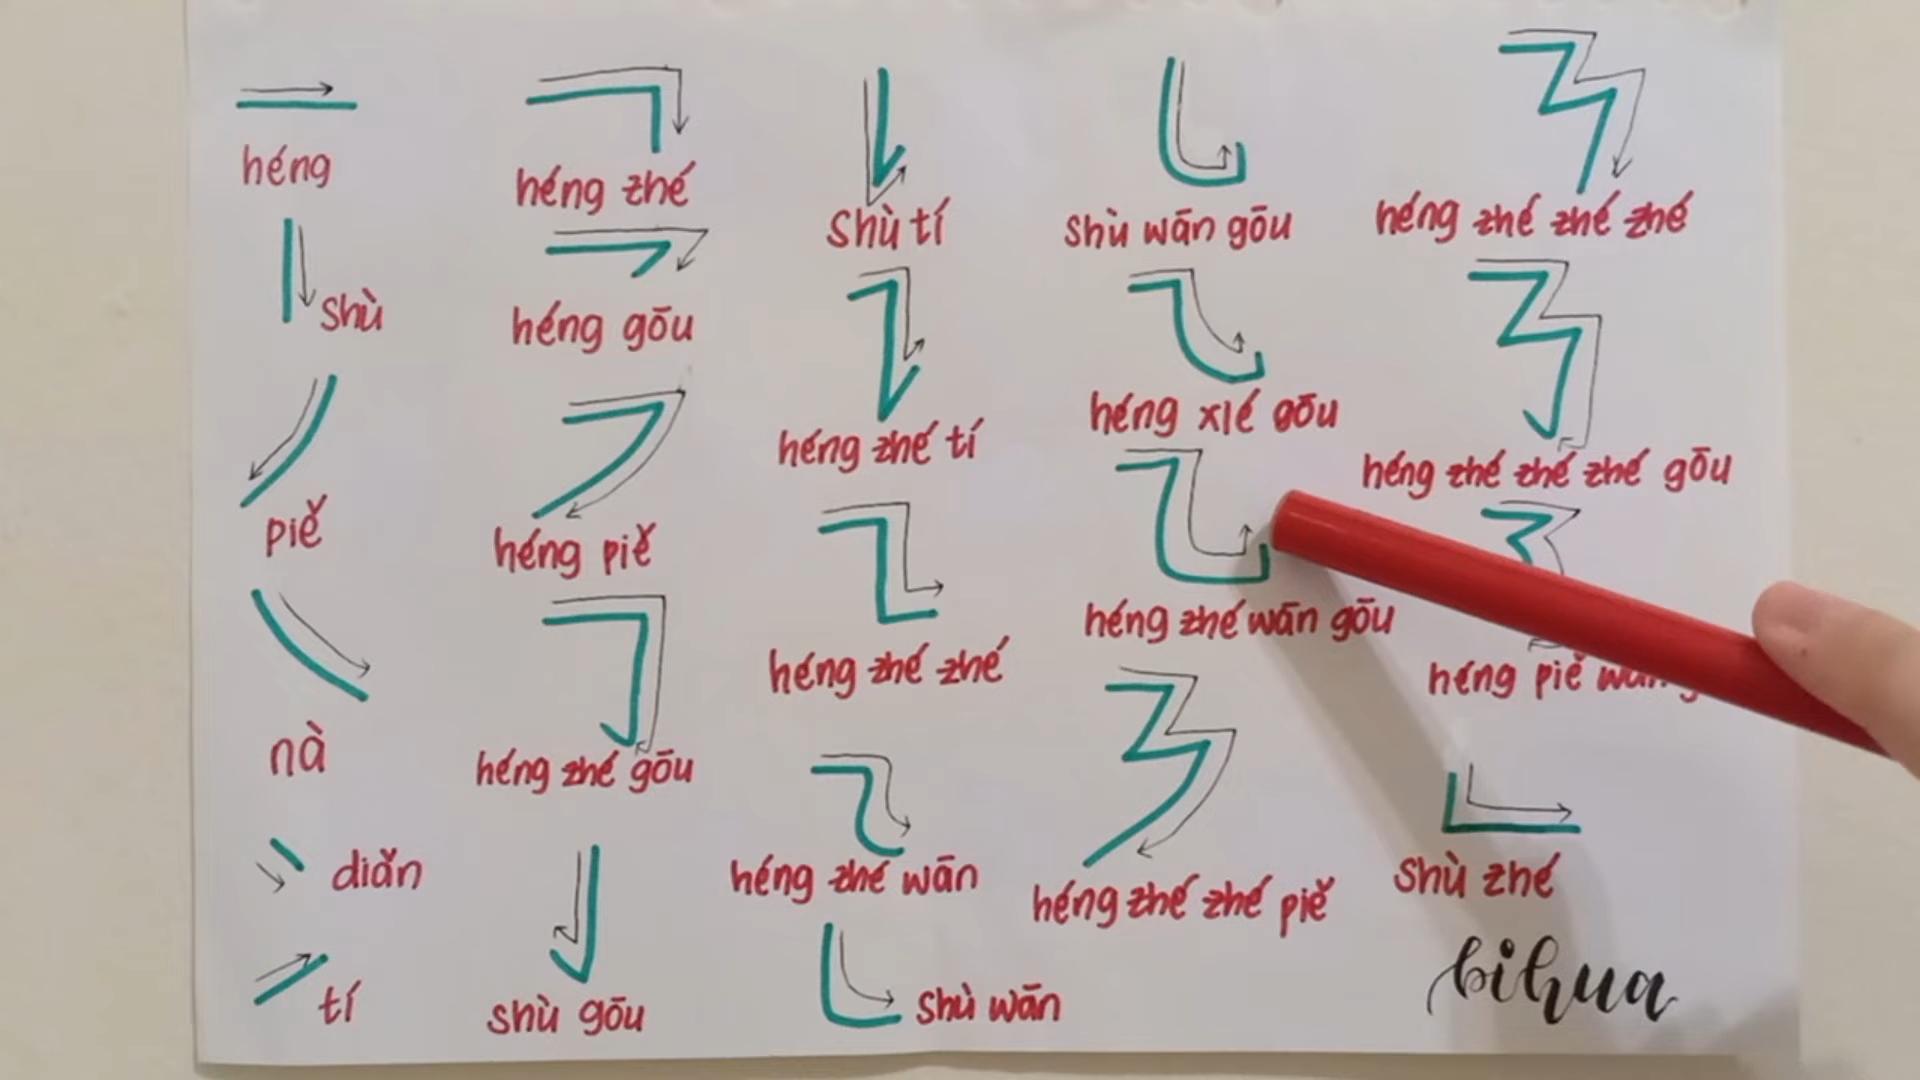 héng
shù
piě
nà
diǎn
tí
héng zhé
héng gōu
héng piě
héng zhé gōu
shù gōu
shù tí
héng zhé tí
héng zhé zhé
héng zhé wān
shù wān
shù wān gōu
héng xié gōu
héng zhé wān gōu
héng zhé zhé piě
héng zhé zhé zhé
héng zhé zhé zhé gōu
héng piě
shù zhé
bihua